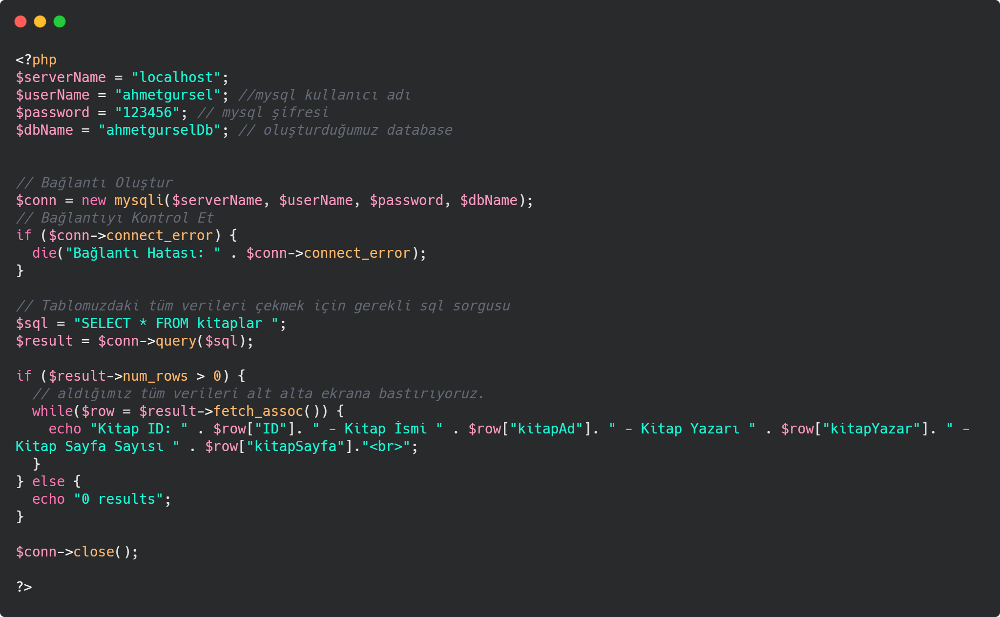 <?php
$serverName = "localhost";
$userName = "ahmetgursel"; //mysql kullanıcı adı
$password = "123456"; // mysql şifresi
$dbName = "ahmetgurselDb"; // oluşturduğumuz database
// Bağlantı Oluştur
$conn = new mysqli($serverName, $userName, $password, $dbName);
// Bağlantıyı Kontrol Et
if ($conn->connect_error) {
  die("Bağlantı Hatası: " . $conn->connect_error);
}
// Tablomuzdaki tüm verileri çekmek için gerekli sql sorgusu
$sql = "SELECT * FROM kitaplar ";
$result = $conn->query($sql);
if ($result->num_rows > 0) {
  // aldığımız tüm verileri alt alta ekrana bastırıyoruz.
  while($row = $result->fetch_assoc()) {
    echo "Kitap ID: " . $row["ID"]. " - Kitap İsmi " . $row["kitapAd"]. " - Kitap Yazarı " . $row["kitapYazar"]. " -
Kitap Sayfa Sayısı " . $row["kitapSayfa"]."<br>";
  }
} else {
  echo "0 results";
}
$conn->close();
?>